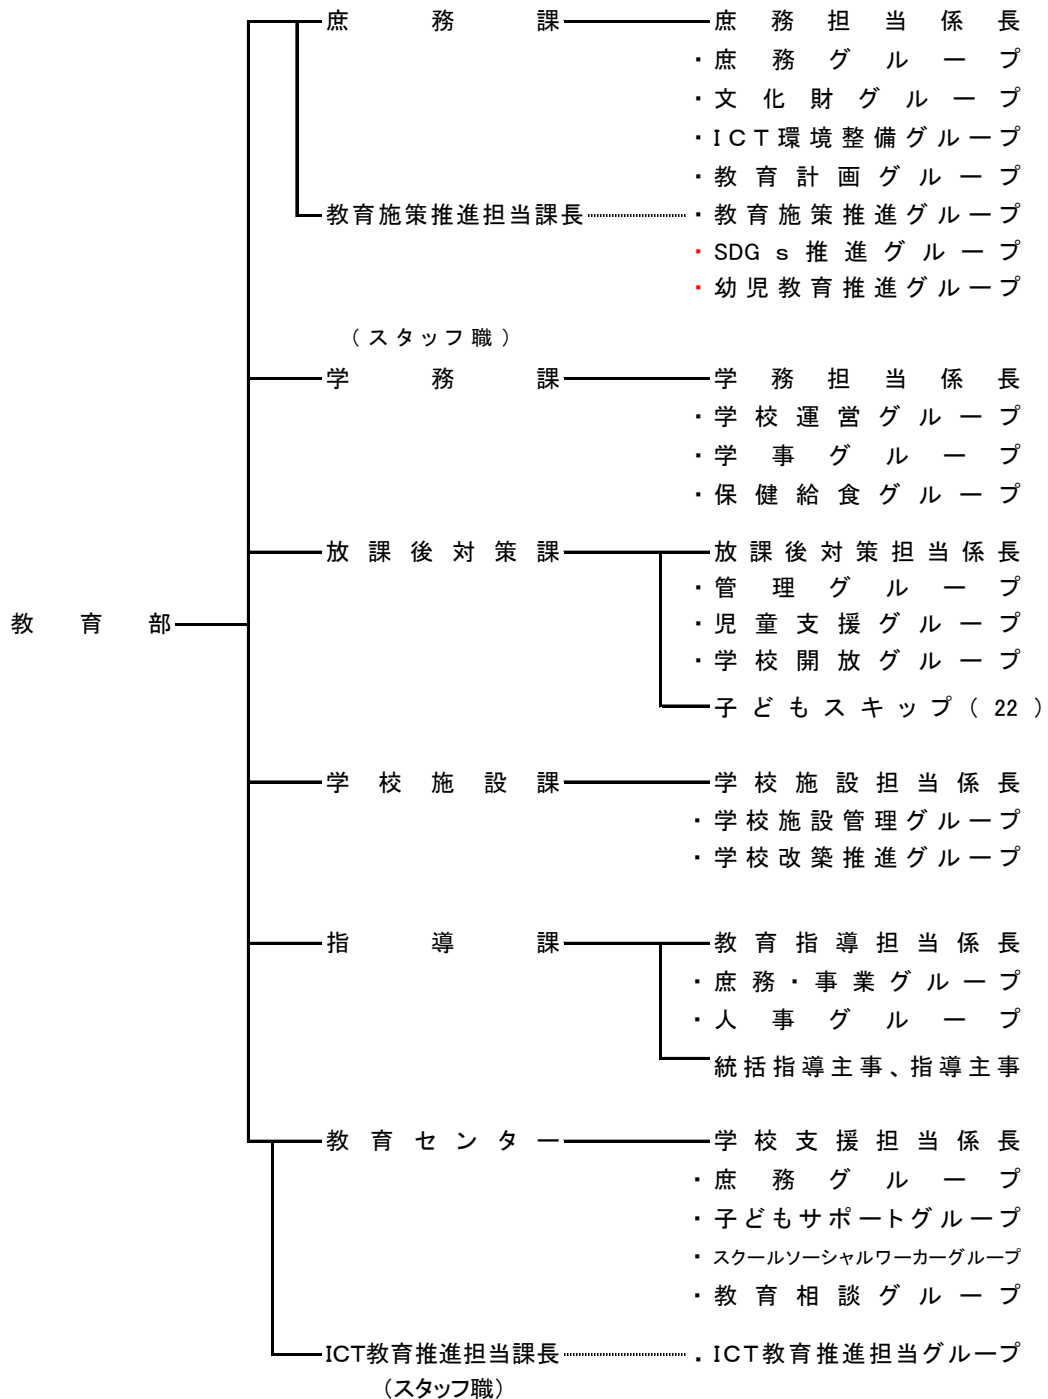 庶務課 庶務担当係長
・庶務グループ
・文化財グループ
・ICT環境整備グループ
・教育計画グループ
教育施策推進担当課長 ・教育施策推進グループ
・SDGs推進グループ
・幼児教育推進グループ
（スタッフ職）
学務課 学務担当係長
・学校運営グループ
・学事グループ
・保健給食グループ
放課後対策課 放課後対策担当係長
・管理グループ
教育部 ・児童支援グループ
・学校開放グループ
子どもスキップ（22）
学校施設課 学校施設担当係長
・学校施設管理グループ
・学校改築推進グループ
指導課 教育指導担当係長
・庶務・事業グループ
・人事グループ
統括指導主事、指導主事
教育センター 学校支援担当係長
・庶務グループ
・子どもサポートグループ
・スクールソーシャルワーカーグループ
・教育相談グループ
ICT教育推進担当課長 ．ICT教育推進担当グループ
（スタッフ職）